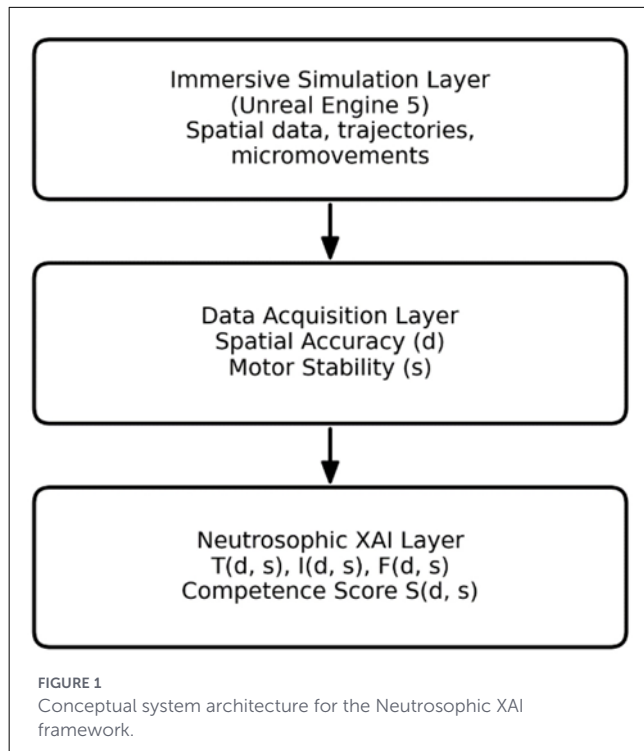 Immersive Simulation Layer
(Unreal Engine 5)
Spatial data, trajectories,
micromovements
Data Acquisition Layer
Spatial Accuracy (d)
Motor Stability (s)
Neutrosophic XAI Layer
T(d, s), I(d, s), F(d, s)
Competence Score S(d, s)
FIGURE 1
Conceptual system architecture for the Neutrosophic XAI
framework.